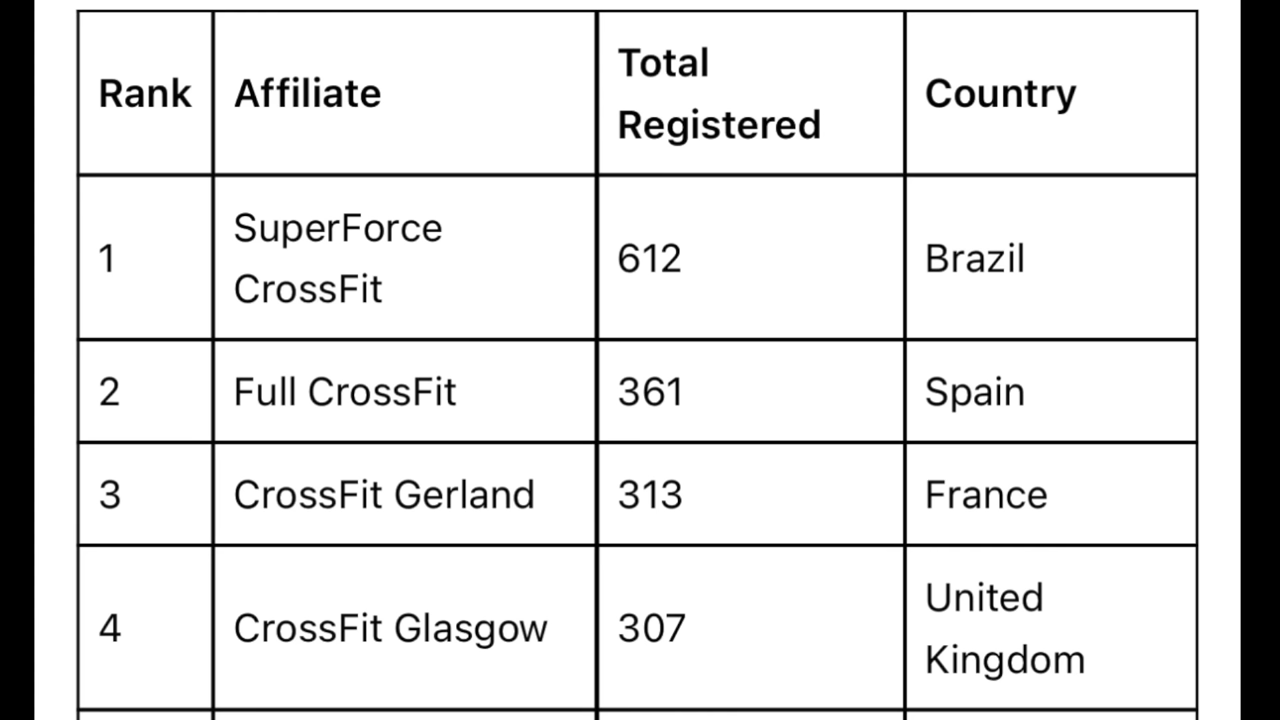 Rank Affiliate Total Registered Country
1 SuperForce CrossFit 612 Brazil
2 Full CrossFit 361 Spain
3 CrossFit Gerland 313 France
4 CrossFit Glasgow 307 United Kingdom